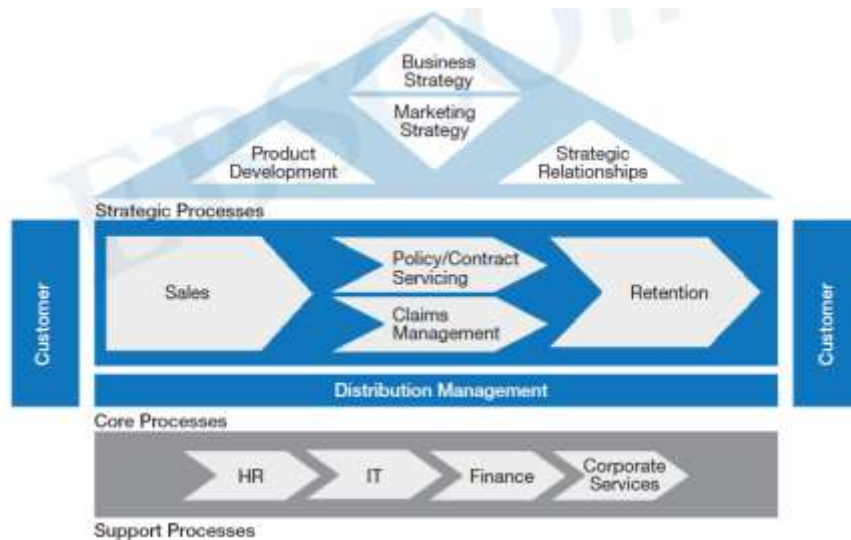 Business
Strategy
Marketing
Strategy
Product
Development
Strategic
Relationships
Strategic Processes
Customer
Sales
Policy/Contract
Servicing
Claims
Management
Retention
Customer
Distribution Management
Core Processes
HR
IT
Finance
Corporate
Services
Support Processes